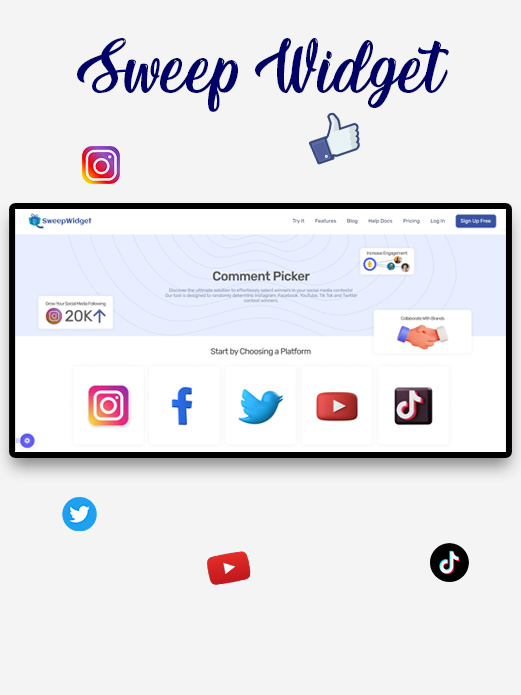 Sweep Widget
SweepWidget
Try It Features Blog Help Docs Pricing Log In Sign Up Free
Increase Engagement
Comment Picker
Discover the ultimate solution to effortlessly select winners in your social media contests!
Our tool is designed to randomly determine Instagram, Facebook, YouTube, Tik Tok and Twitter
contest winners.
Grow Your Social Media Following
20K
Collaborate With Brands
Start by Choosing a Platform